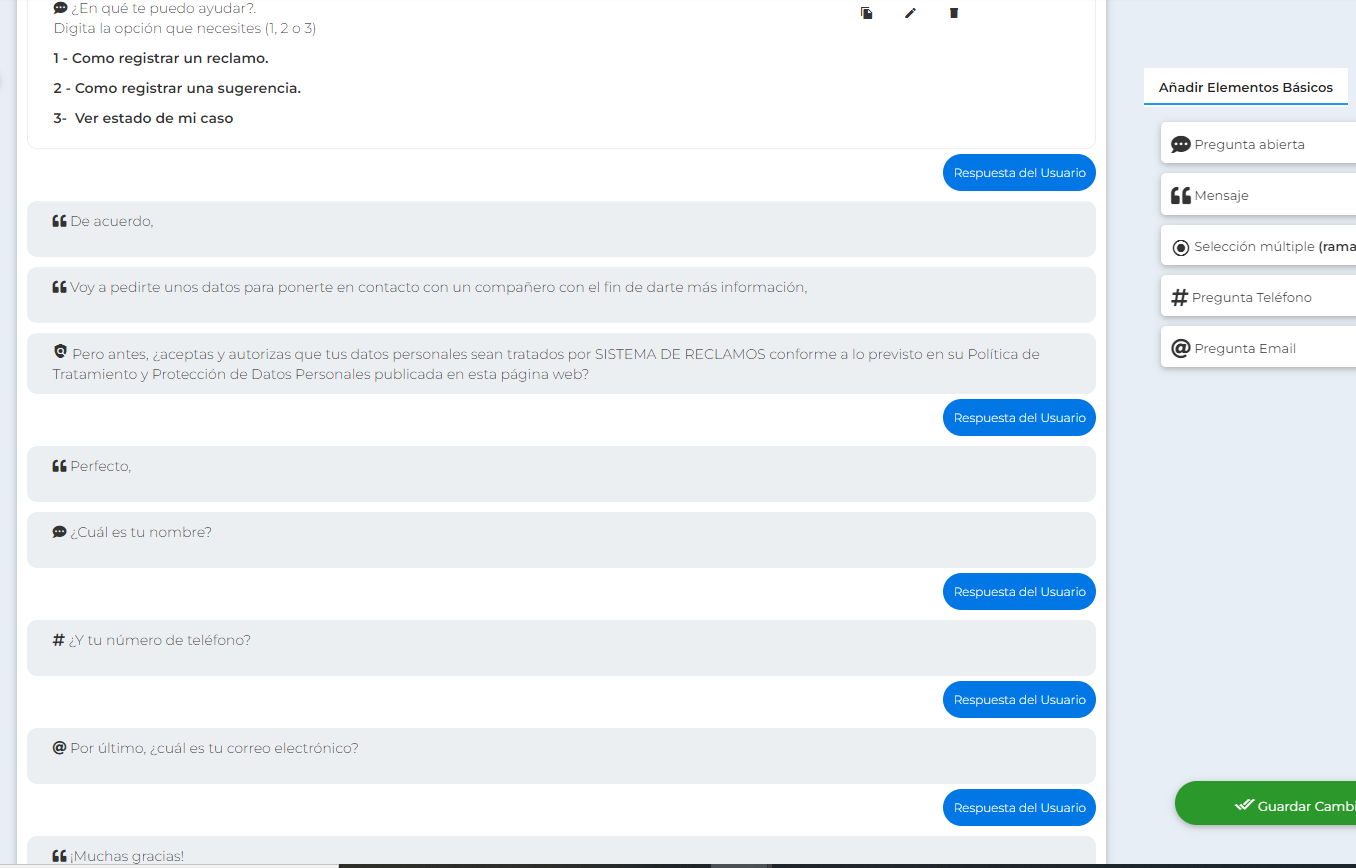 ¿En qué te puedo ayudar?.
Digita la opción que necesites (1, 2 o 3)
1 - Como registrar un reclamo.
2 - Como registrar una sugerencia.
3- Ver estado de mi caso
Respuesta del Usuario
De acuerdo,
Voy a pedirte unos datos para ponerte en contacto con un compañero con el fin de darte más información,
Pero antes, ¿aceptas y autorizas que tus datos personales sean tratados por SISTEMA DE RECLAMOS conforme a lo previsto en su Política de
Tratamiento y Protección de Datos Personales publicada en esta página web?
Respuesta del Usuario
Perfecto,
¿Cuál es tu nombre?
Respuesta del Usuario
# ¿Y tu número de teléfono?
Respuesta del Usuario
@ Por último, ¿cuál es tu correo electrónico?
Respuesta del Usuario
¡Muchas gracias!
Añadir Elementos Básicos
Pregunta abierta
Mensaje
Selección múltiple (rama
# Pregunta Teléfono
@ Pregunta Email
Guardar Cambi